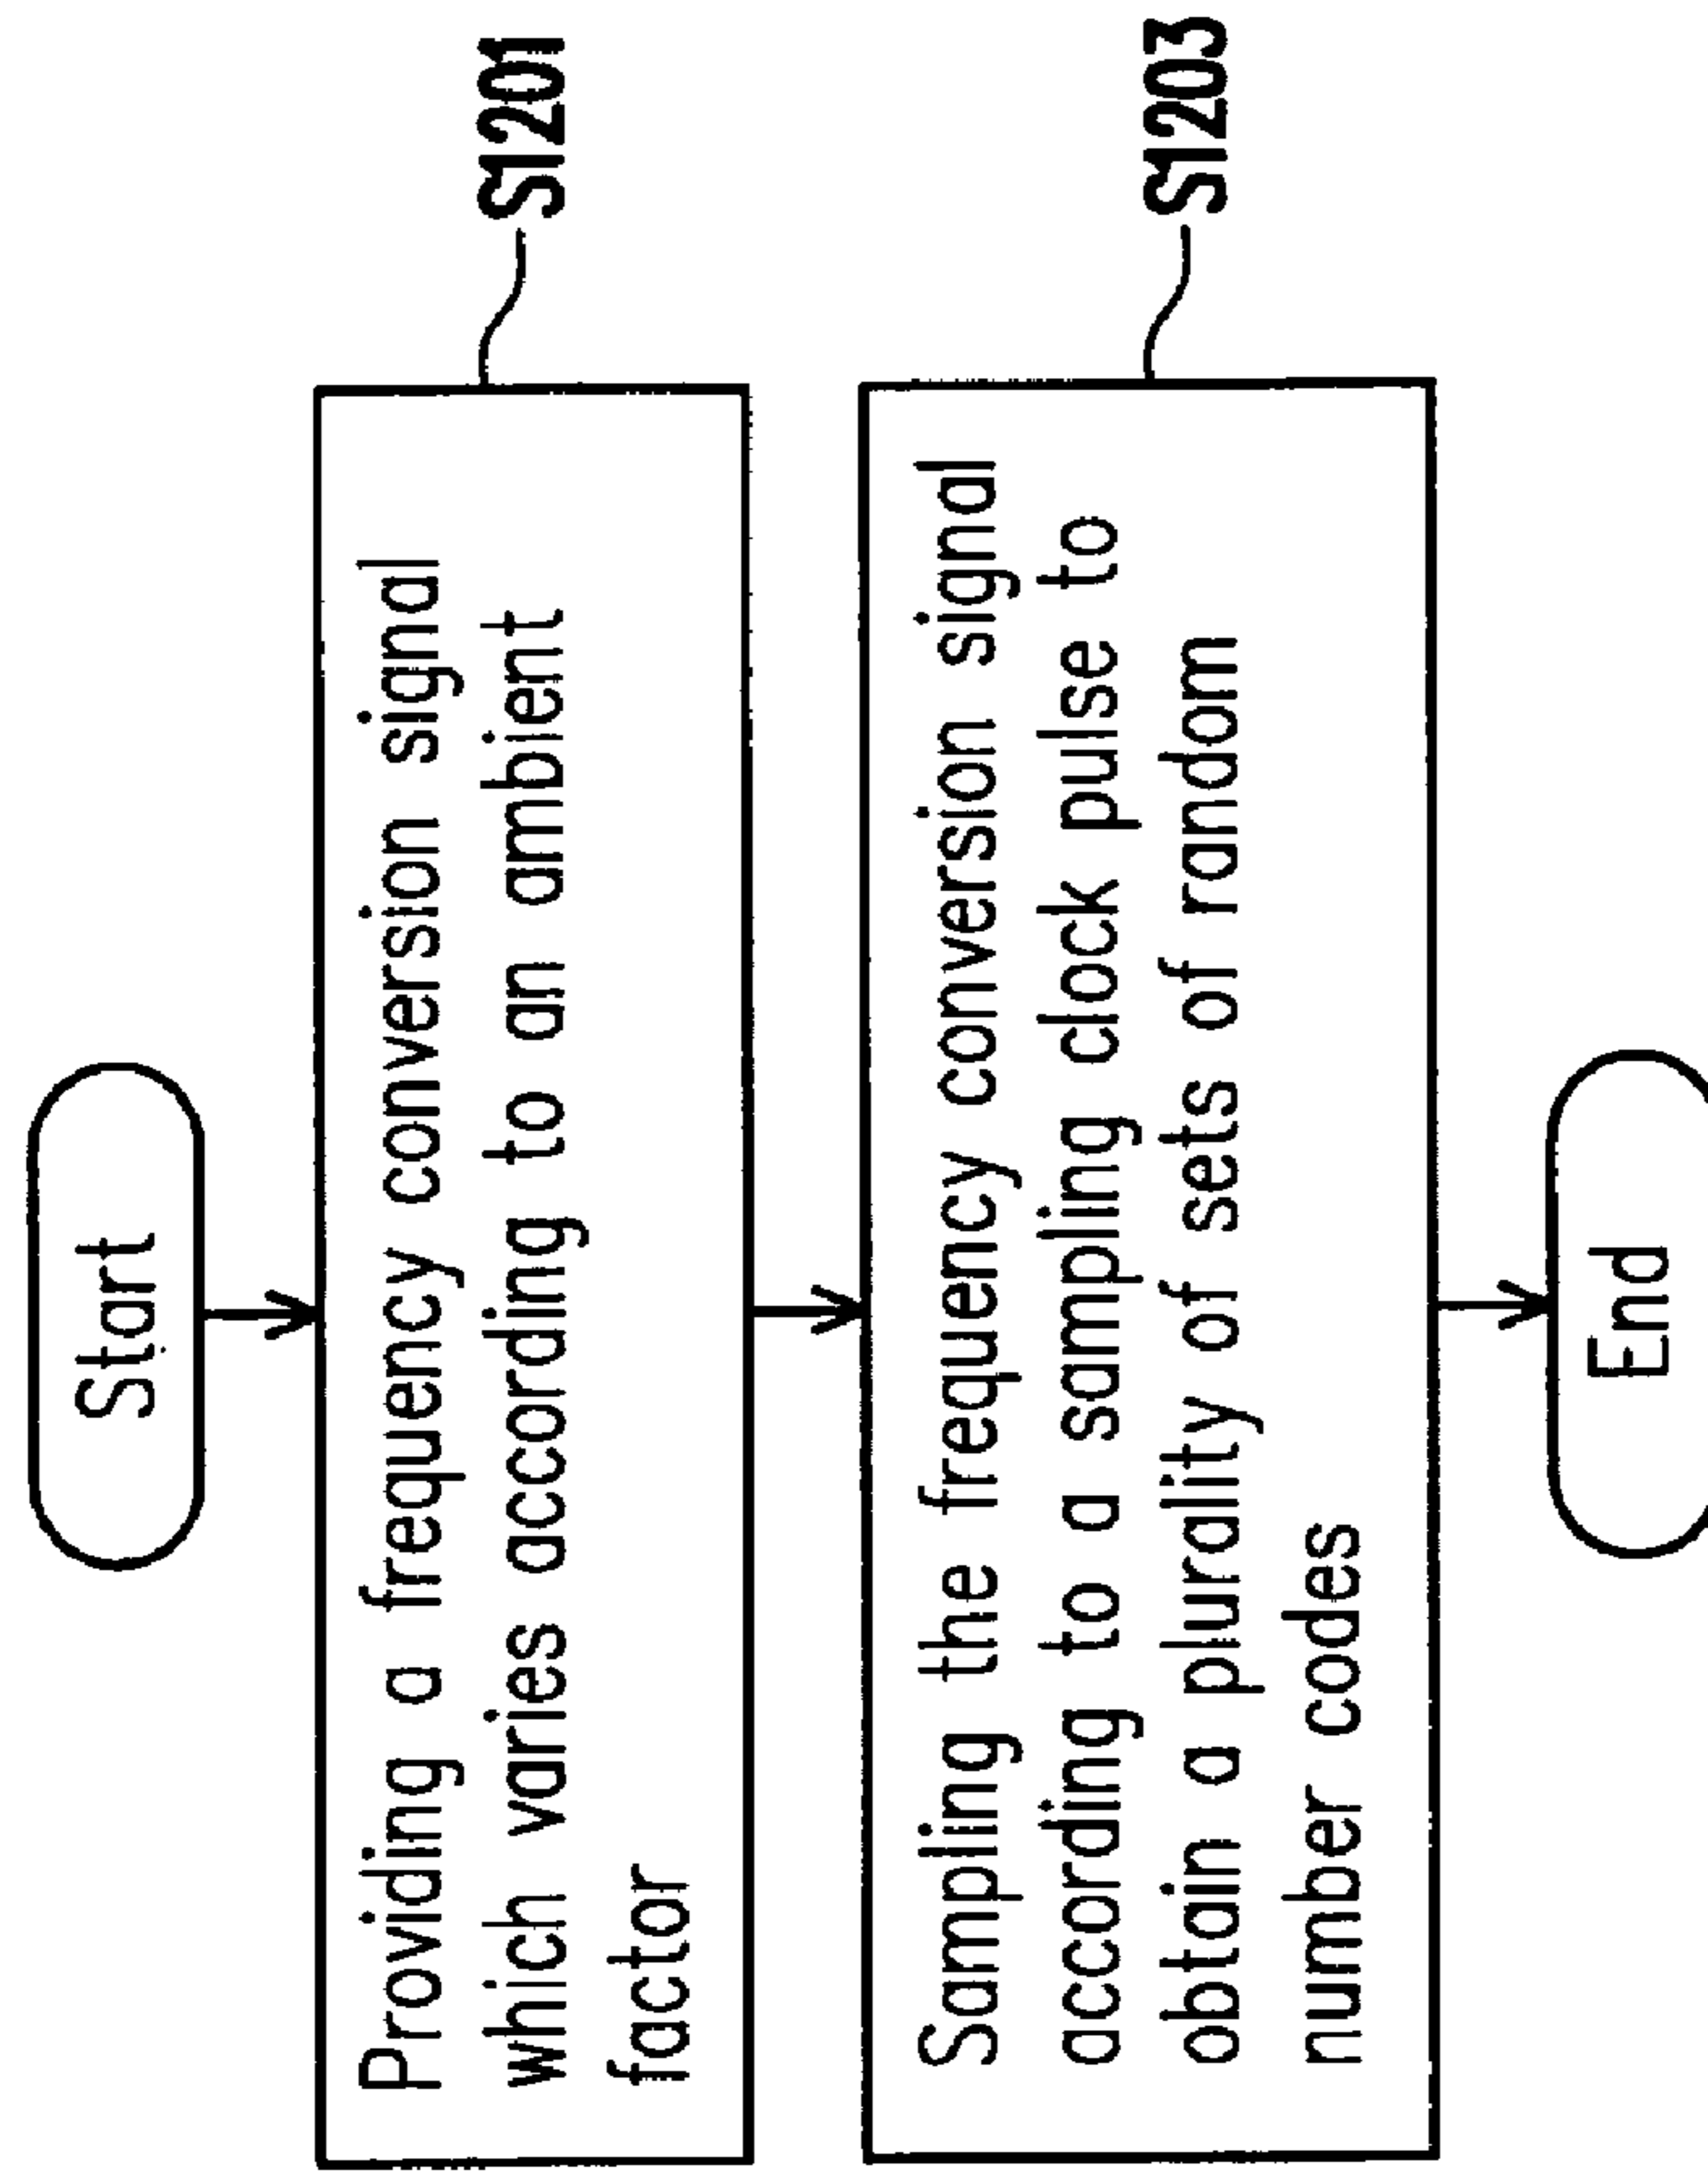 Start
Providing a frequency conversion signal
which varies according to an ambient
factor
S1201
Sampling the frequency conversion signal
according to a sampling clock pulse to
obtain a plurality of sets of random
number codes
S1203
End